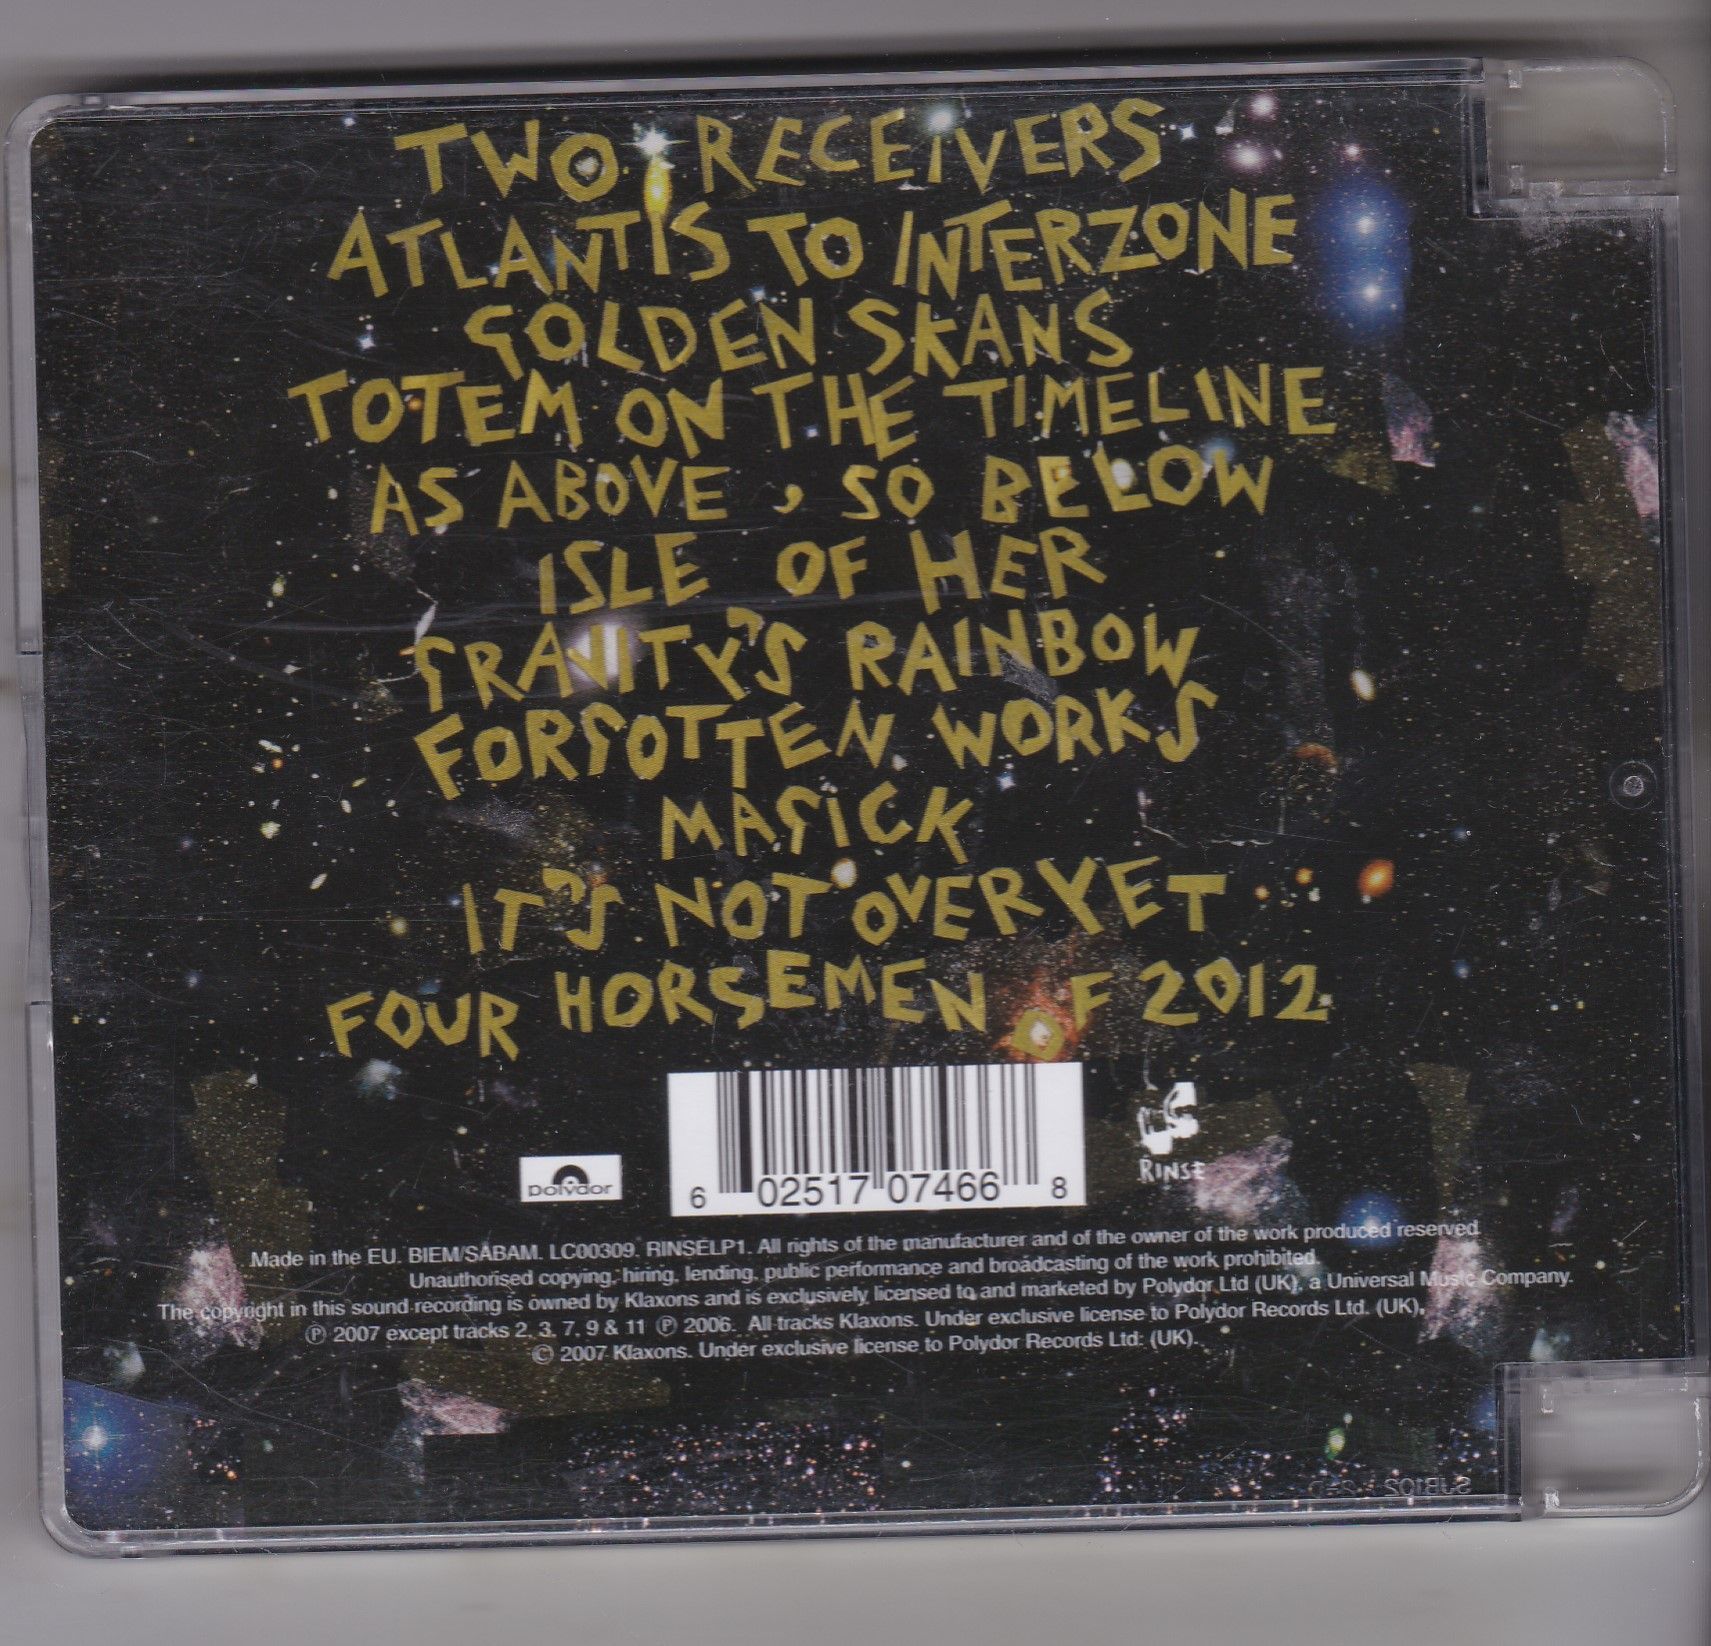 TWO RECEIVERS
ATLANTIS TO INTERZONE
GOLDEN SKANS
TOTEM ON THE TIMELINE
AS ABOVE, SO BELOW
ISLE OF HER
GRAVITY'S RAINBOW
FORGOTTEN WORKS
MAGICK
IT'S NOT OVER YET
FOUR HORSEMEN OF 2012
polydor
6 02517 07466 8
RINSE
Made in the EU. BIEM/SABAM. LC00309. RINSELP1. All rights of the manufacturer and of the owner of the work produced reserved.
Unauthorised copying, hiring, lending, public performance and broadcasting of the work prohibited.
The copyright in this sound recording is owned by Klaxons and is exclusively licensed to and marketed by Polydor Ltd (UK), a Universal Music Company.
℗ 2007 except tracks 2, 3, 7, 9 & 11 ℗ 2006. All tracks Klaxons. Under exclusive license to Polydor Records Ltd. (UK).
© 2007 Klaxons. Under exclusive license to Polydor Records Ltd. (UK).